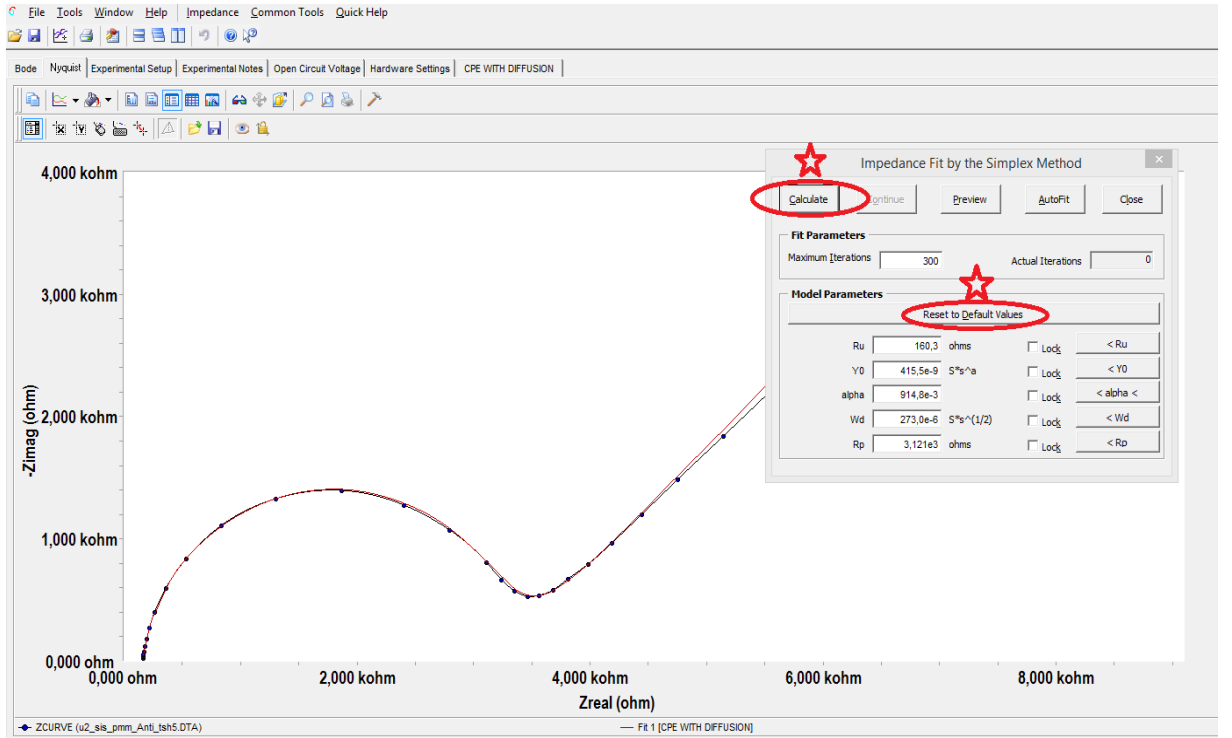 File Tools Window Help Impedance Common Tools Quick Help
Bode Nyquist Experimental Setup Experimental Notes Open Circuit Voltage Hardware Settings CPE WITH DIFFUSION
Impedance Fit by the Simplex Method
Calculate Continue Preview AutoFit Close
Fit Parameters
Maximum Iterations 300 Actual Iterations 0
Model Parameters
Reset to Default Values
Ru 160,3 ohms Lock < Ru
Y0 415,5e-9 S*s^a Lock < Y0
alpha 914,8e-3 Lock < alpha <
Wd 273,0e-6 S*s^(1/2) Lock < Wd
Rp 3,121e3 ohms Lock < Rp
4,000 kohm
3,000 kohm
2,000 kohm
1,000 kohm
0,000 ohm
-Zimag (ohm)
0,000 ohm 2,000 kohm 4,000 kohm 6,000 kohm 8,000 kohm
Zreal (ohm)
ZCURVE (u2_sis_pmm_Anti_tsh5.DTA) Fit 1 [CPE WITH DIFFUSION]